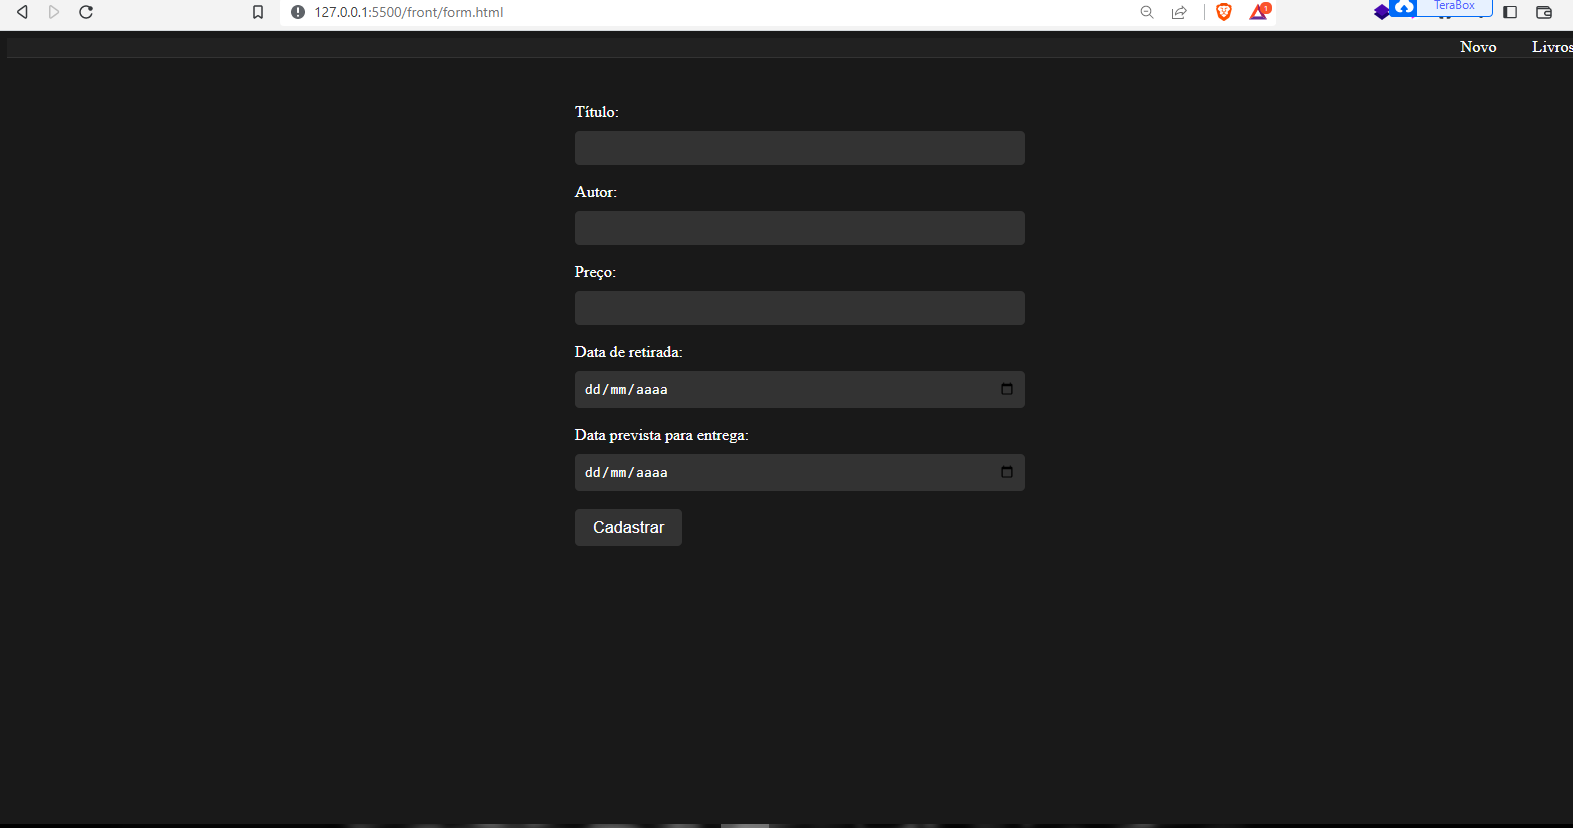 127.0.0.1:5500/front/form.html
1
TeraBox
Novo Livros
Título:
Autor:
Preço:
Data de retirada:
dd/mm/aaaa
Data prevista para entrega:
dd/mm/aaaa
Cadastrar